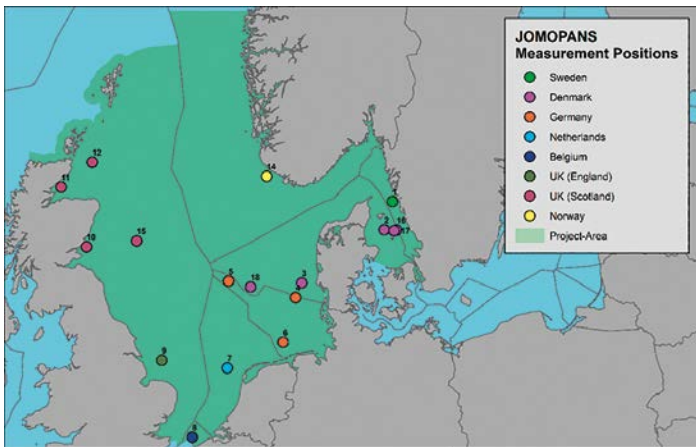 JOMOPANS
Measurement Positions
Sweden
Denmark
Germany
Netherlands
Belgium
UK (England)
UK (Scotland)
Norway
Project-Area
12
11
14
10
15
2
16
17
5
18
3
4
6
9
7
8